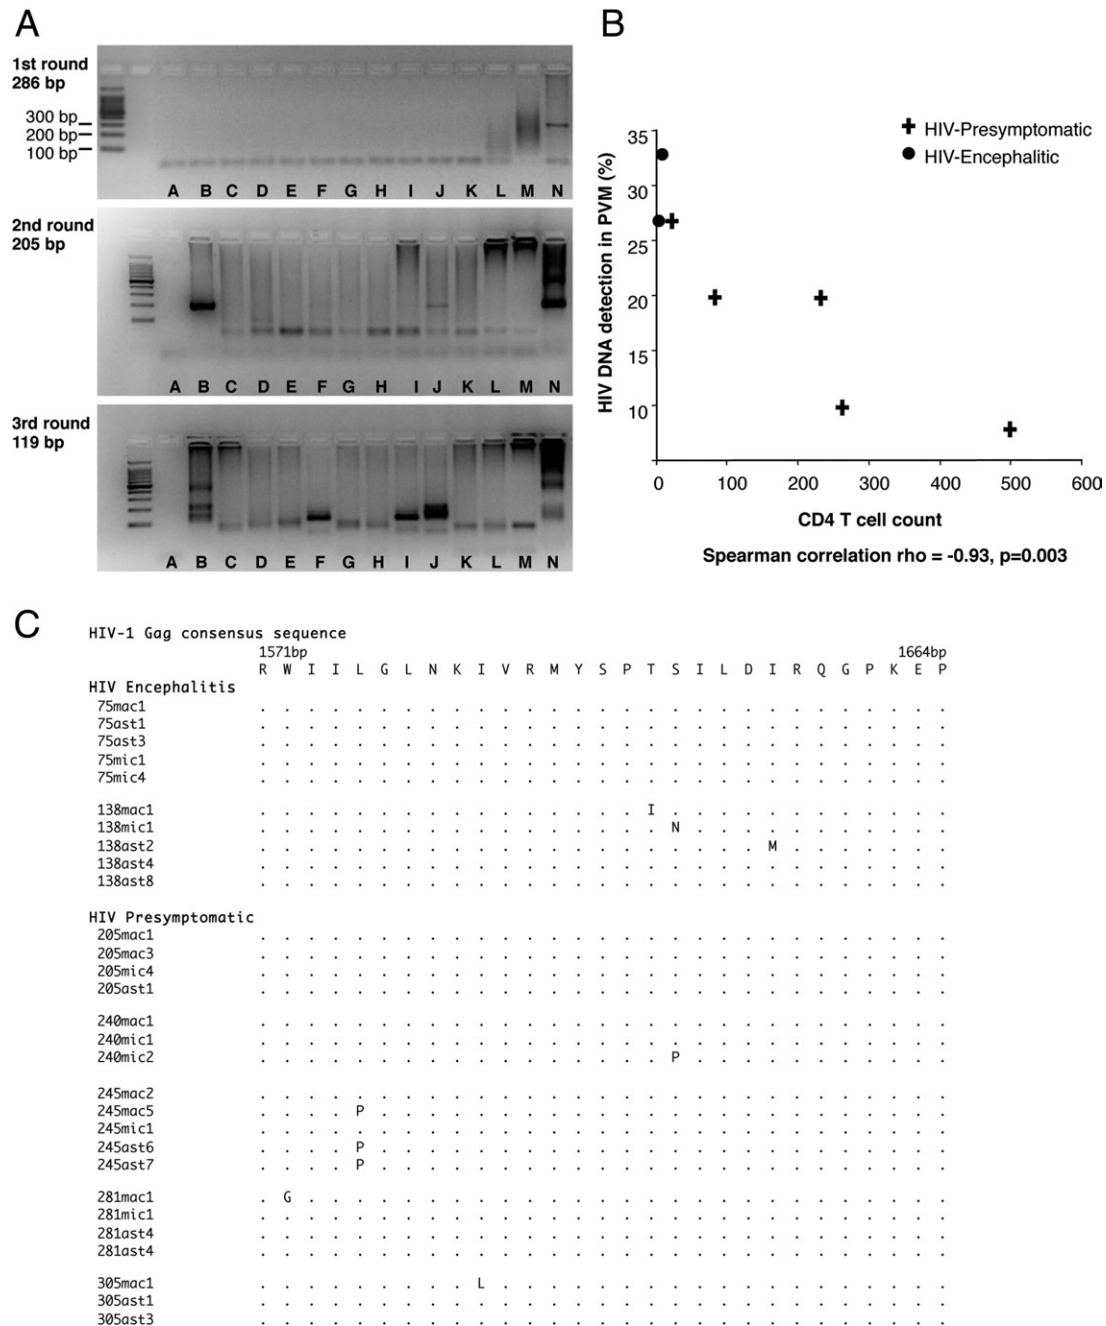 A
1st round
286 bp
300 bp
200 bp
100 bp
A B C D E F G H I J K L M N
2nd round
205 bp
A B C D E F G H I J K L M N
3rd round
119 bp
A B C D E F G H I J K L M N
B
HIV DNA detection in PVM (%)
35
30
25
20
15
10
0 100 200 300 400 500 600
CD4 T cell count
HIV-Presymptomatic
HIV-Encephalitic
Spearman correlation rho = -0.93, p=0.003
C
HIV-1 Gag consensus sequence
1571bp 1664bp
R W I I L G L N K I V R M Y S P T S I L D I R Q G P K E P
HIV Encephalitis
75mac1 . . . . . . . . . . . . . . . . . . . . . . . . . . . . .
75ast1 . . . . . . . . . . . . . . . . . . . . . . . . . . . . .
75ast3 . . . . . . . . . . . . . . . . . . . . . . . . . . . . .
75mic1 . . . . . . . . . . . . . . . . . . . . . . . . . . . . .
75mic4 . . . . . . . . . . . . . . . . . . . . . . . . . . . . .
138mac1 . . . . . . . . . . . . . . . . I . . . . . . . . . . . .
138mic1 . . . . . . . . . . . . . . . . . N . . . . . . . . . . .
138ast2 . . . . . . . . . . . . . . . . . . . . . M . . . . . . .
138ast4 . . . . . . . . . . . . . . . . . . . . . . . . . . . . .
138ast8 . . . . . . . . . . . . . . . . . . . . . . . . . . . . .
HIV Presymptomatic
205mac1 . . . . . . . . . . . . . . . . . . . . . . . . . . . . .
205mac3 . . . . . . . . . . . . . . . . . . . . . . . . . . . . .
205mic4 . . . . . . . . . . . . . . . . . . . . . . . . . . . . .
205ast1 . . . . . . . . . . . . . . . . . . . . . . . . . . . . .
240mac1 . . . . . . . . . . . . . . . . . . . . . . . . . . . . .
240mic1 . . . . . . . . . . . . . . . . . . . . . . . . . . . . .
240mic2 . . . . . . . . . . . . . . . . . P . . . . . . . . . . .
245mac2 . . . . . . . . . . . . . . . . . . . . . . . . . . . . .
245mac5 . . . . P . . . . . . . . . . . . . . . . . . . . . . . .
245mic1 . . . . . . . . . . . . . . . . . . . . . . . . . . . . .
245ast6 . . . . P . . . . . . . . . . . . . . . . . . . . . . . .
245ast7 . . . . P . . . . . . . . . . . . . . . . . . . . . . . .
281mac1 . G . . . . . . . . . . . . . . . . . . . . . . . . . . .
281mic1 . . . . . . . . . . . . . . . . . . . . . . . . . . . . .
281ast4 . . . . . . . . . . . . . . . . . . . . . . . . . . . . .
281ast4 . . . . . . . . . . . . . . . . . . . . . . . . . . . . .
305mac1 . . . . . . . . . L . . . . . . . . . . . . . . . . . . .
305ast1 . . . . . . . . . . . . . . . . . . . . . . . . . . . . .
305ast3 . . . . . . . . . . . . . . . . . . . . . . . . . . . . .